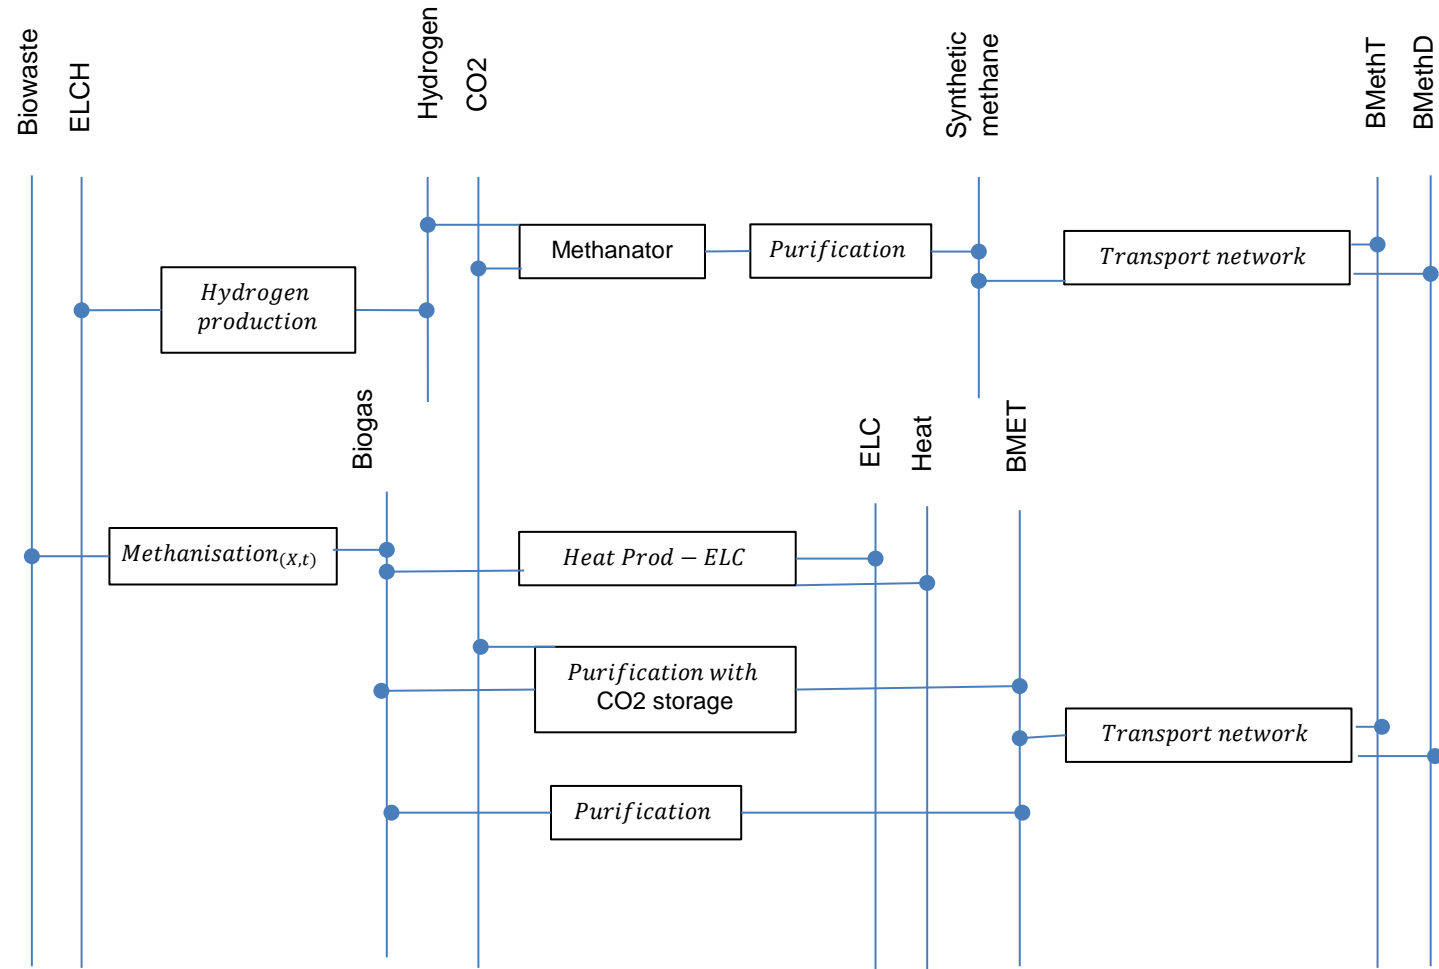 Biowaste
ELCH
Hydrogen
CO2
Synthetic
methane
BMethT
BMethD
Methanator
Purification
Transport network
Hydrogen
production
Biogas
ELC
Heat
BMET
Methanisation(X,t)
Heat Prod − ELC
Purification with
CO2 storage
Transport network
Purification